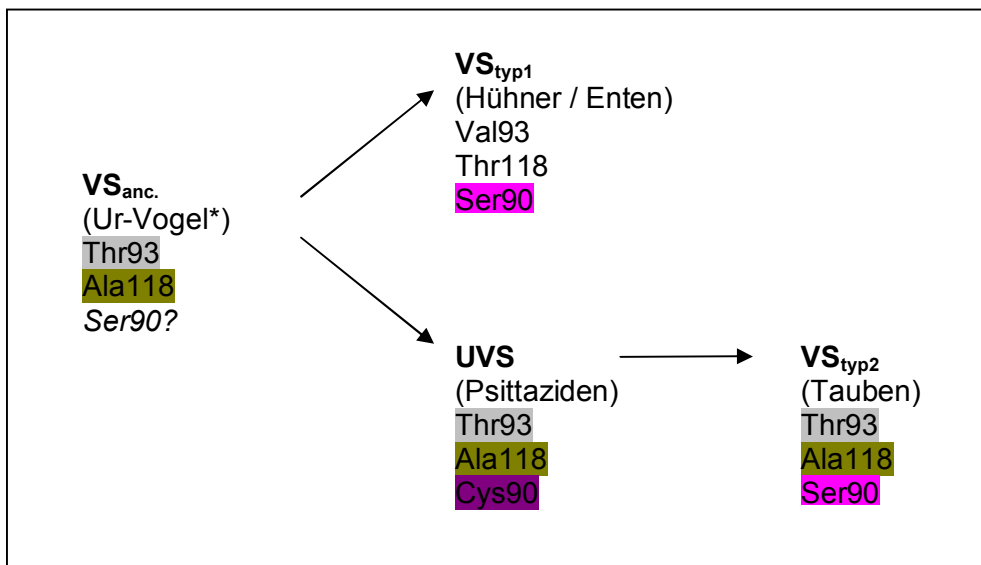 VStyp1
(Hühner / Enten)
Val93
Thr118
Ser90
VSanc.
(Ur-Vogel*)
Thr93
Ala118
Ser90?
UVS
(Psittaziden)
Thr93
Ala118
Cys90
VStyp2
(Tauben)
Thr93
Ala118
Ser90